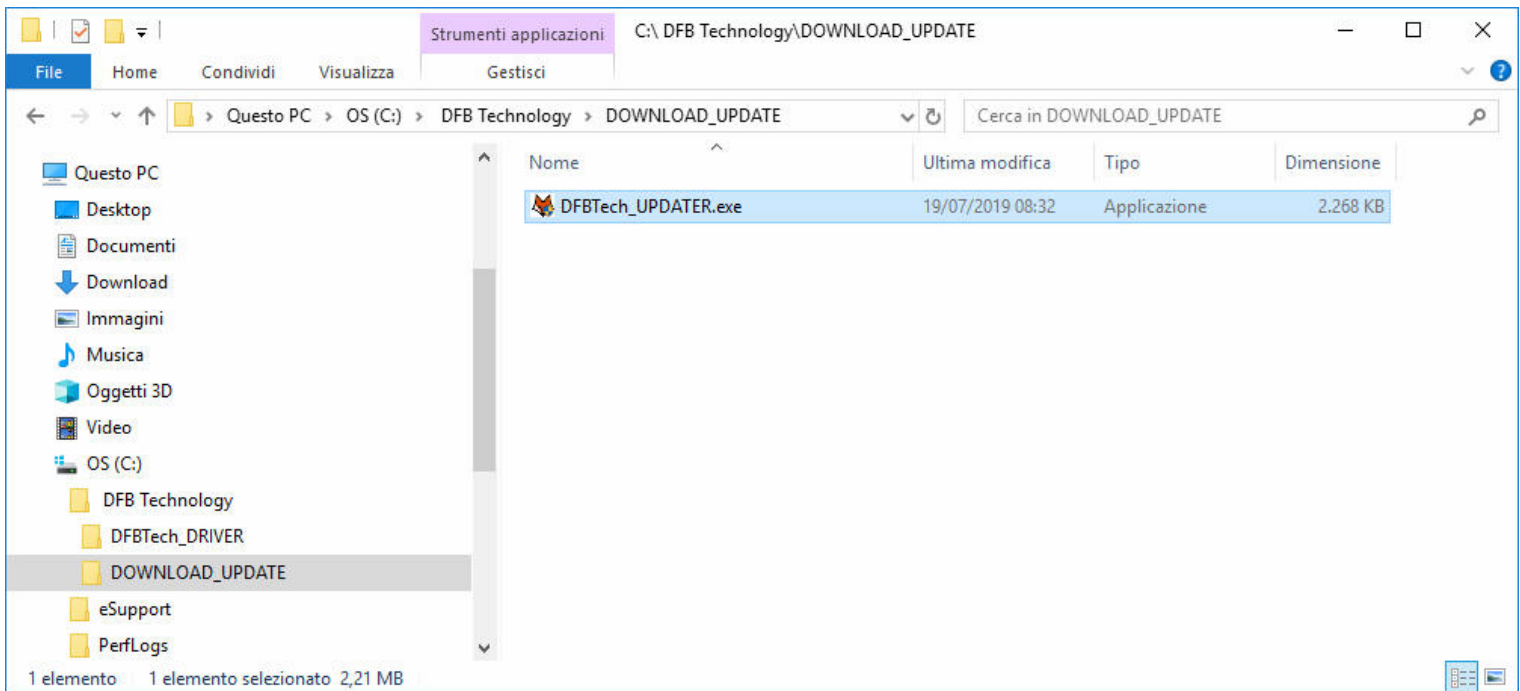 Strumenti applicazioni
C:\ DFB Technology\DOWNLOAD_UPDATE
File
Home
Condividi
Visualizza
Gestisci
Questo PC › OS (C:) › DFB Technology › DOWNLOAD_UPDATE
Cerca in DOWNLOAD_UPDATE
Questo PC
Desktop
Documenti
Download
Immagini
Musica
Oggetti 3D
Video
OS (C:)
DFB Technology
DFBTech_DRIVER
DOWNLOAD_UPDATE
eSupport
PerfLogs
Nome
Ultima modifica
Tipo
Dimensione
DFBTech_UPDATER.exe
19/07/2019 08:32
Applicazione
2.268 KB
1 elemento
1 elemento selezionato 2,21 MB